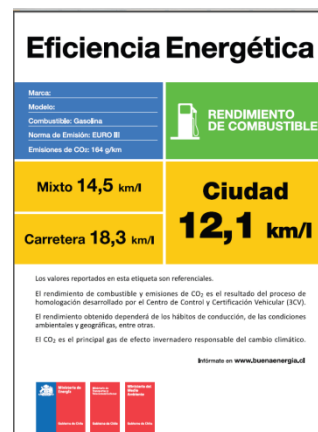 Eficiencia Energética
Marca:
Modelo:
Combustible: Gasolina
Norma de Emisión: EURO III
Emisiones de CO₂: 164 g/km
RENDIMIENTO
DE COMBUSTIBLE
Mixto 14,5 km/l
Carretera 18,3 km/l
Ciudad
12,1 km/l
Los valores reportados en esta etiqueta son referenciales.
El rendimiento de combustible y emisiones de CO₂ es el resultado del proceso de
homologación desarrollado por el Centro de Control y Certificación Vehicular (3CV).
El rendimiento obtenido dependerá de los hábitos de conducción, de las condiciones
ambientales y geográficas, entre otras.
El CO₂ es el principal gas de efecto invernadero responsable del cambio climático.
Infórmate en www.buenaenergia.cl
Ministerio de
Energía
Gobierno de Chile
Ministerio de
Gobierno de Chile
Ministerio del
Medio
Ambiente
Gobierno de Chile